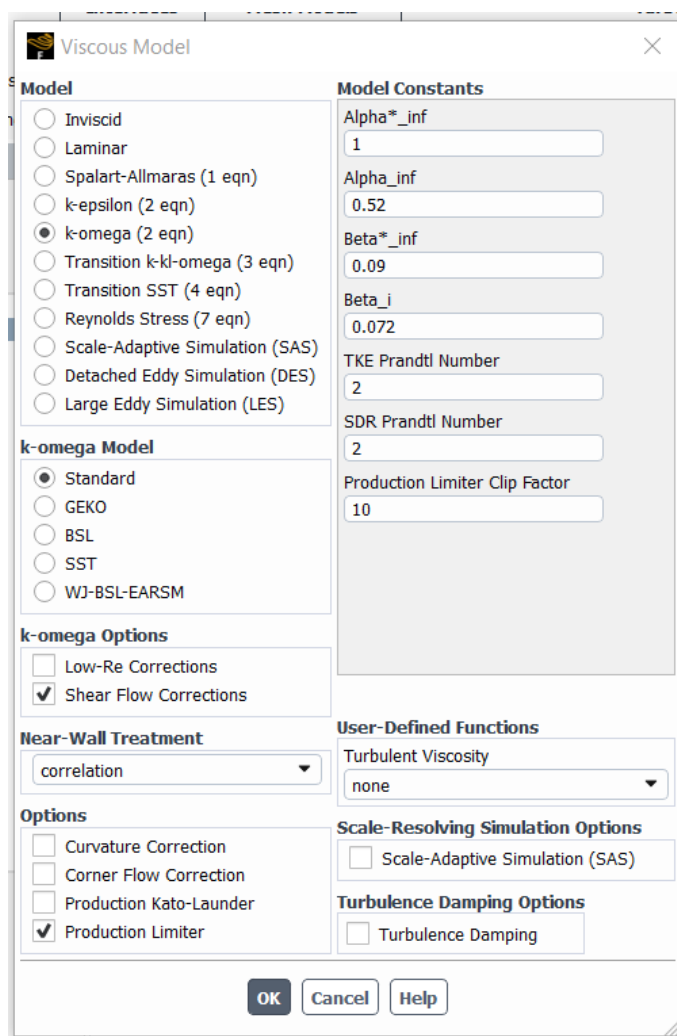 Viscous Model
Model
Inviscid
Laminar
Spalart-Allmaras (1 eqn)
k-epsilon (2 eqn)
k-omega (2 eqn)
Transition k-kl-omega (3 eqn)
Transition SST (4 eqn)
Reynolds Stress (7 eqn)
Scale-Adaptive Simulation (SAS)
Detached Eddy Simulation (DES)
Large Eddy Simulation (LES)
k-omega Model
Standard
GEKO
BSL
SST
WJ-BSL-EARSM
k-omega Options
Low-Re Corrections
Shear Flow Corrections
Near-Wall Treatment
correlation
Options
Curvature Correction
Corner Flow Correction
Production Kato-Launder
Production Limiter
Model Constants
Alpha*_inf
1
Alpha_inf
0.52
Beta*_inf
0.09
Beta_i
0.072
TKE Prandtl Number
2
SDR Prandtl Number
2
Production Limiter Clip Factor
10
User-Defined Functions
Turbulent Viscosity
none
Scale-Resolving Simulation Options
Scale-Adaptive Simulation (SAS)
Turbulence Damping Options
Turbulence Damping
OK
Cancel
Help